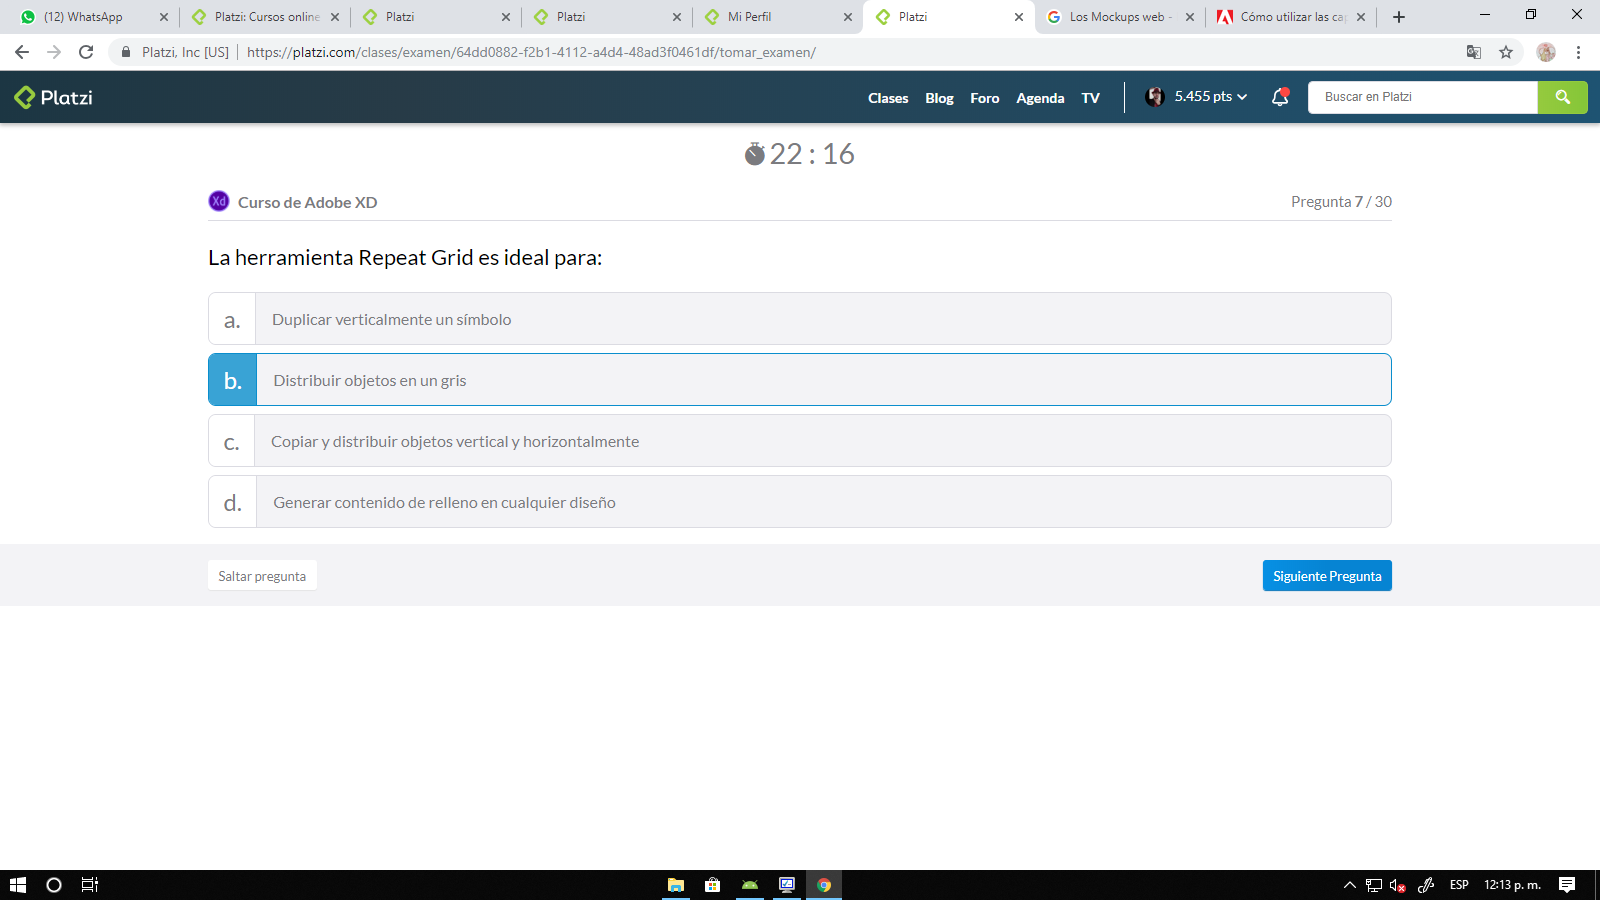 (12) WhatsApp
Platzi: Cursos online
Platzi
Platzi
Mi Perfil
Platzi
Los Mockups web -
Cómo utilizar las ca
Platzi, Inc [US]
https://platzi.com/clases/examen/64dd0882-f2b1-4112-a4d4-48ad3f0461df/tomar_examen/
Platzi
Clases
Blog
Foro
Agenda
TV
5.455 pts
Buscar en Platzi
22 : 16
Xd
Curso de Adobe XD
Pregunta 7 / 30
La herramienta Repeat Grid es ideal para:
a. Duplicar verticalmente un símbolo
b. Distribuir objetos en un gris
c. Copiar y distribuir objetos vertical y horizontalmente
d. Generar contenido de relleno en cualquier diseño
Saltar pregunta
Siguiente Pregunta
ESP
12:13 p. m.